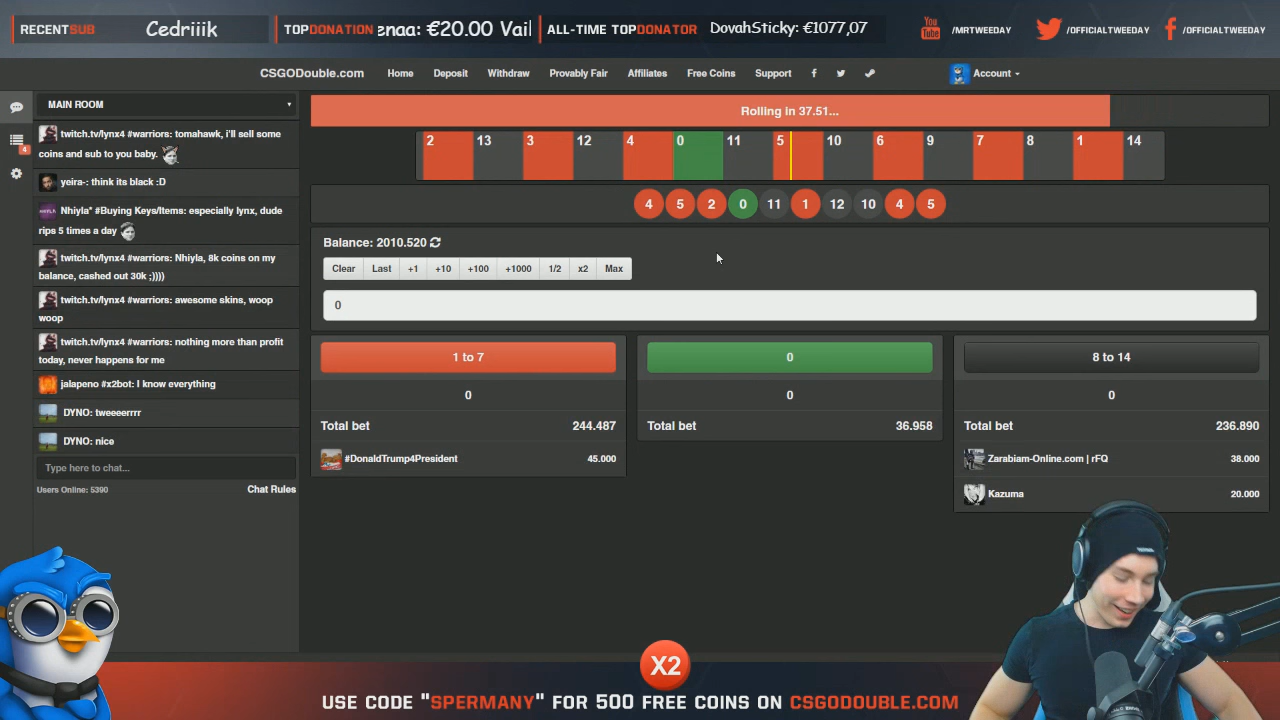 RECENTSUB Cedriiik TOPDONATION enaa: €20.00 Vail ALL-TIME TOPDONATOR DovahSticky: €1077,07 You Tube /MRTWEEDAY /OFFICIALTWEEDAY /OFFICIALTWEEDAY
CSGODouble.com Home Deposit Withdraw Provably Fair Affiliates Free Coins Support Account
MAIN ROOM
4
twitch.tv/lynx4 #warriors: tomahawk, i'll sell some
coins and sub to you baby.
yeira-: think its black :D
Nhiyla* #Buying Keys/Items: especially lynx, dude
rips 5 times a day
twitch.tv/lynx4 #warriors: Nhiyla, 8k coins on my
balance, cashed out 30k ;))))
twitch.tv/lynx4 #warriors: awesome skins, woop
woop
twitch.tv/lynx4 #warriors: nothing more than profit
today, never happens for me
jalapeno #x2bot: I know everything
DYNO: tweeeerrrr
DYNO: nice
Type here to chat...
Users Online: 5390 Chat Rules
Rolling in 37.51...
2 13 3 12 4 0 11 5 10 6 9 7 8 1 14
4 5 2 0 11 1 12 10 4 5
Balance: 2010.520
Clear Last +1 +10 +100 +1000 1/2 x2 Max
0
1 to 7 0 8 to 14
0 0 0
Total bet 244.487 Total bet 36.958 Total bet 236.890
#DonaldTrump4President 45.000 Zarabiam-Online.com | rFQ 38.000
Kazuma 20.000
X2
USE CODE "SPERMANY" FOR 500 FREE COINS ON CSGODOUBLE.COM